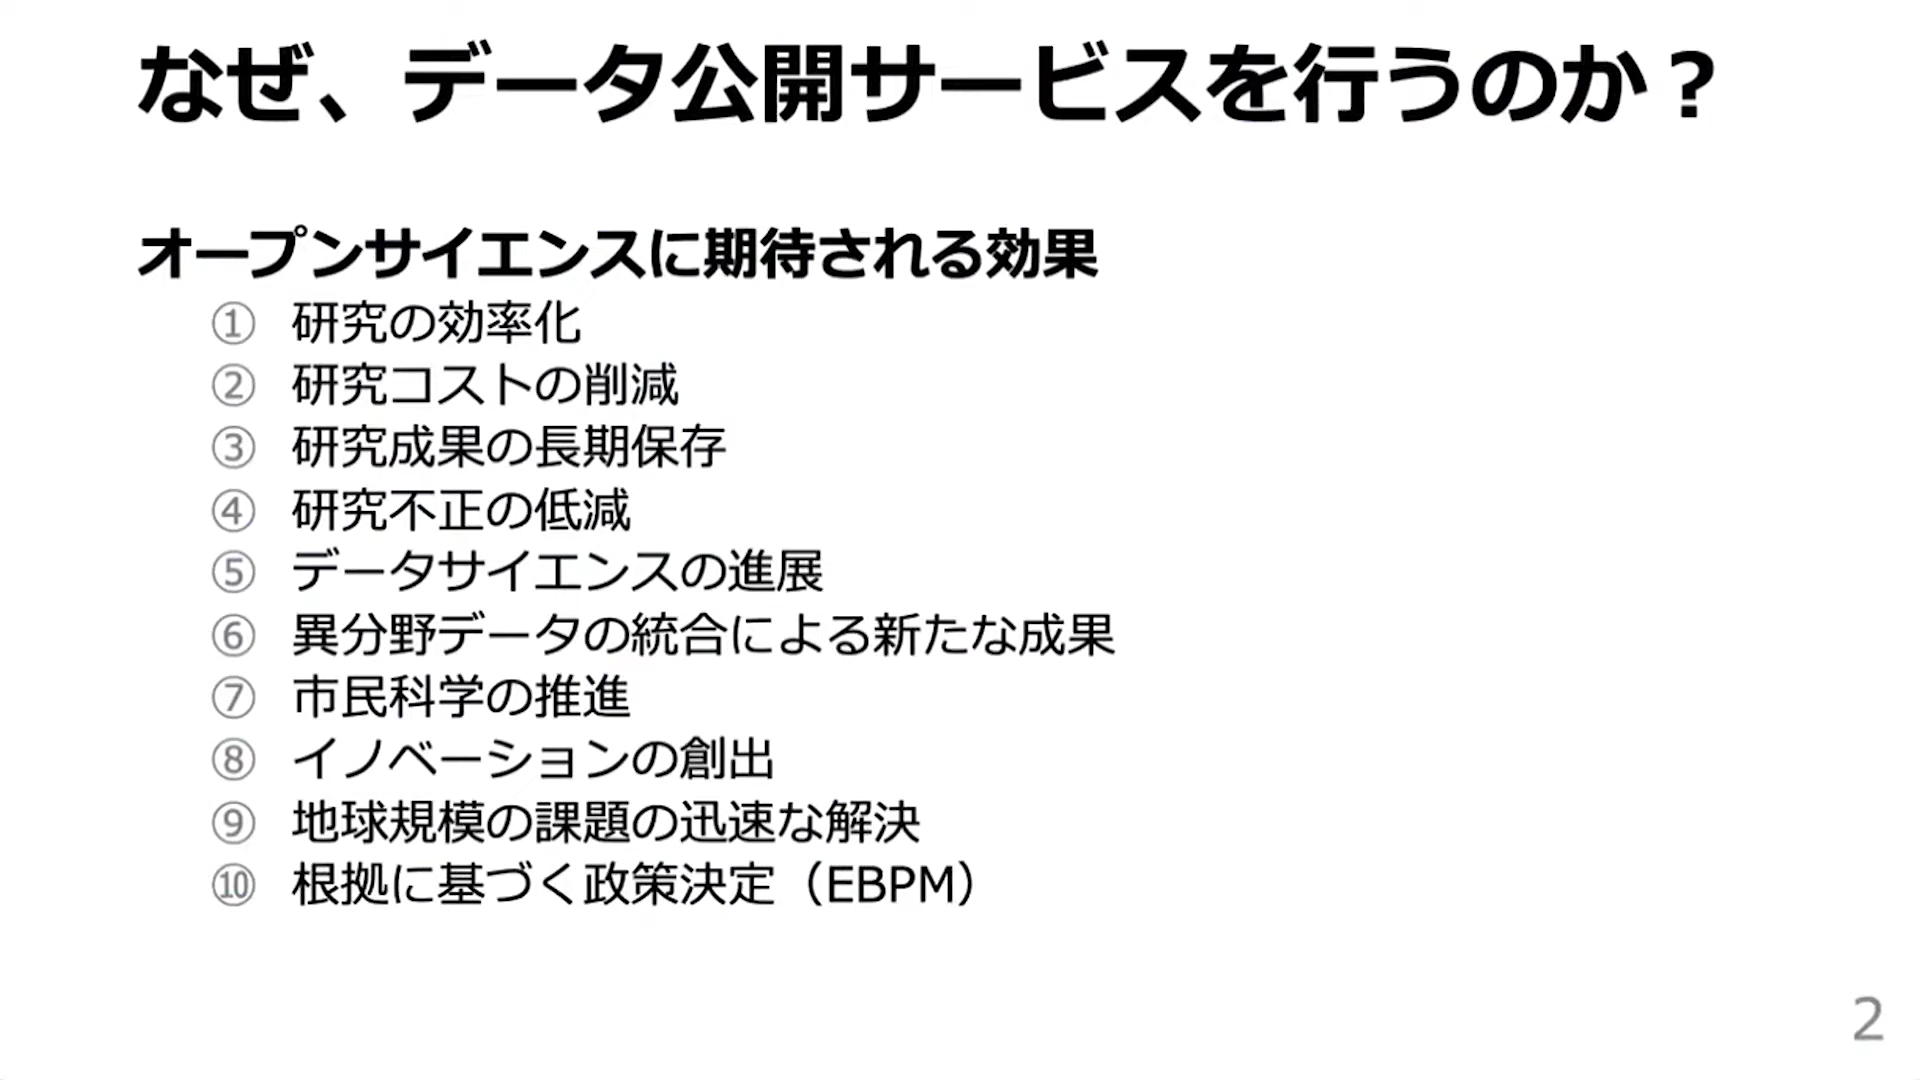 なぜ、データ公開サービスを行うのか？
オープンサイエンスに期待される効果
① 研究の効率化
② 研究コストの削減
③ 研究成果の長期保存
④ 研究不正の低減
⑤ データサイエンスの進展
⑥ 異分野データの統合による新たな成果
⑦ 市民科学の推進
⑧ イノベーションの創出
⑨ 地球規模の課題の迅速な解決
⑩ 根拠に基づく政策決定（EBPM）
2